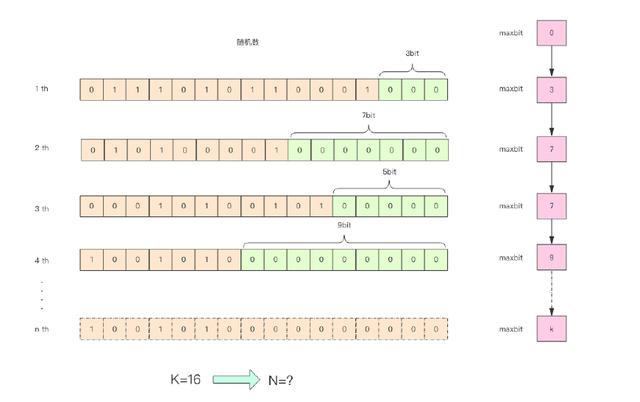 随机数
maxbit 0
3bit
1 th 0 1 1 1 0 1 0 1 1 0 0 0 1 0 0 0 maxbit 3
7bit
2 th 0 1 0 1 0 0 0 0 1 0 0 0 0 0 0 0 maxbit 7
5bit
3 th 0 0 0 1 0 1 0 0 1 0 1 0 0 0 0 0 maxbit 7
9bit
4 th 1 0 0 1 0 1 0 0 0 0 0 0 0 0 0 0 maxbit 9
n th 1 0 0 1 0 1 0 0 0 0 0 0 0 0 0 0 maxbit k
K=16 N=?